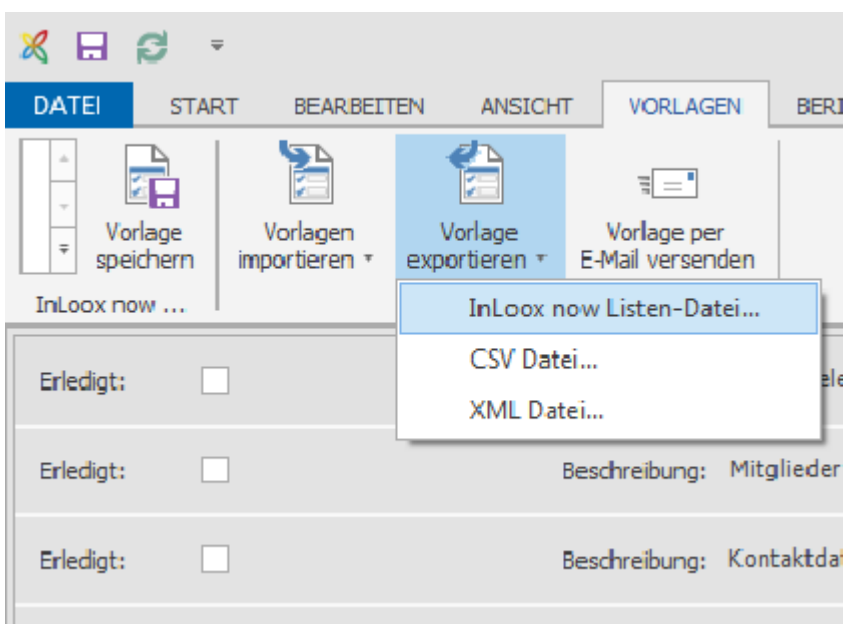 DATEI START BEARBEITEN ANSICHT VORLAGEN
Vorlage speichern
Vorlagen importieren
Vorlage exportieren
Vorlage per E-Mail versenden
InLoox now ...
InLoox now Listen-Datei...
CSV Datei...
XML Datei...
Erledigt:
Erledigt: Beschreibung: Mitglieder
Erledigt: Beschreibung: